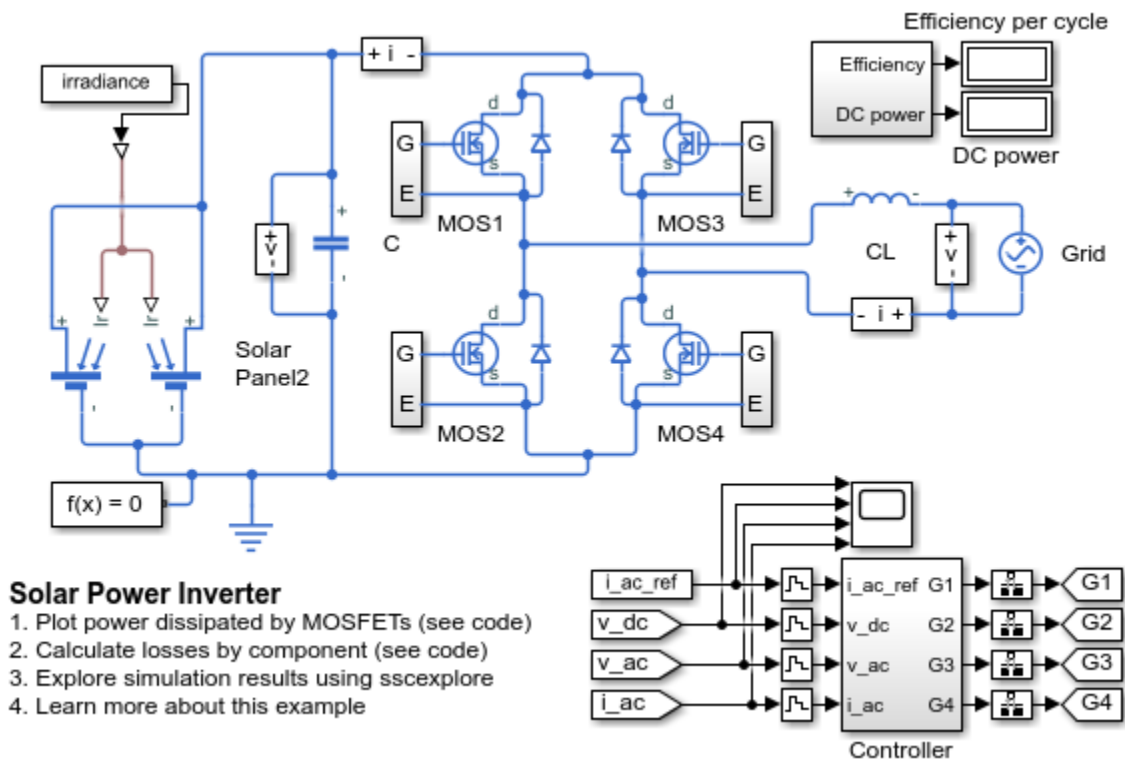 Efficiency per cycle
irradiance
+ i -
Efficiency
DC power
DC power
d
d
G
G
s
s
E
E
MOS1
MOS3
+
-
+ v -
+
-
C
CL
+ v -
Grid
Ir
Ir
+
+
-
-
- i +
Solar
Panel2
d
d
G
G
s
s
E
E
MOS2
MOS4
f(x) = 0
Solar Power Inverter
1. Plot power dissipated by MOSFETs (see code)
2. Calculate losses by component (see code)
3. Explore simulation results using sscexplore
4. Learn more about this example
i_ac_ref
i_ac_ref G1
G1
v_dc
v_dc G2
G2
v_ac
v_ac G3
G3
i_ac
i_ac G4
G4
Controller